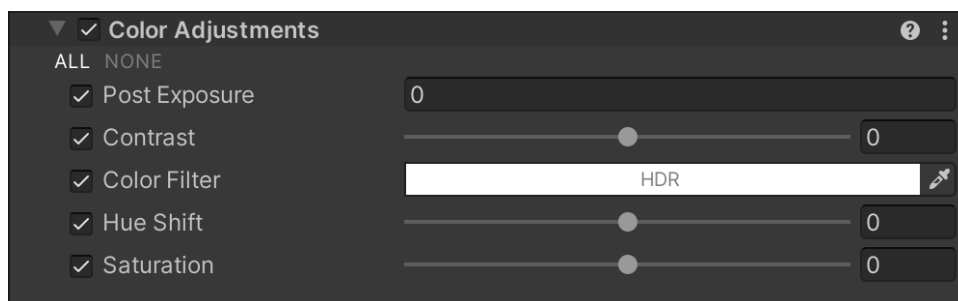 Color Adjustments
ALL NONE
Post Exposure 0
Contrast 0
Color Filter HDR
Hue Shift 0
Saturation 0